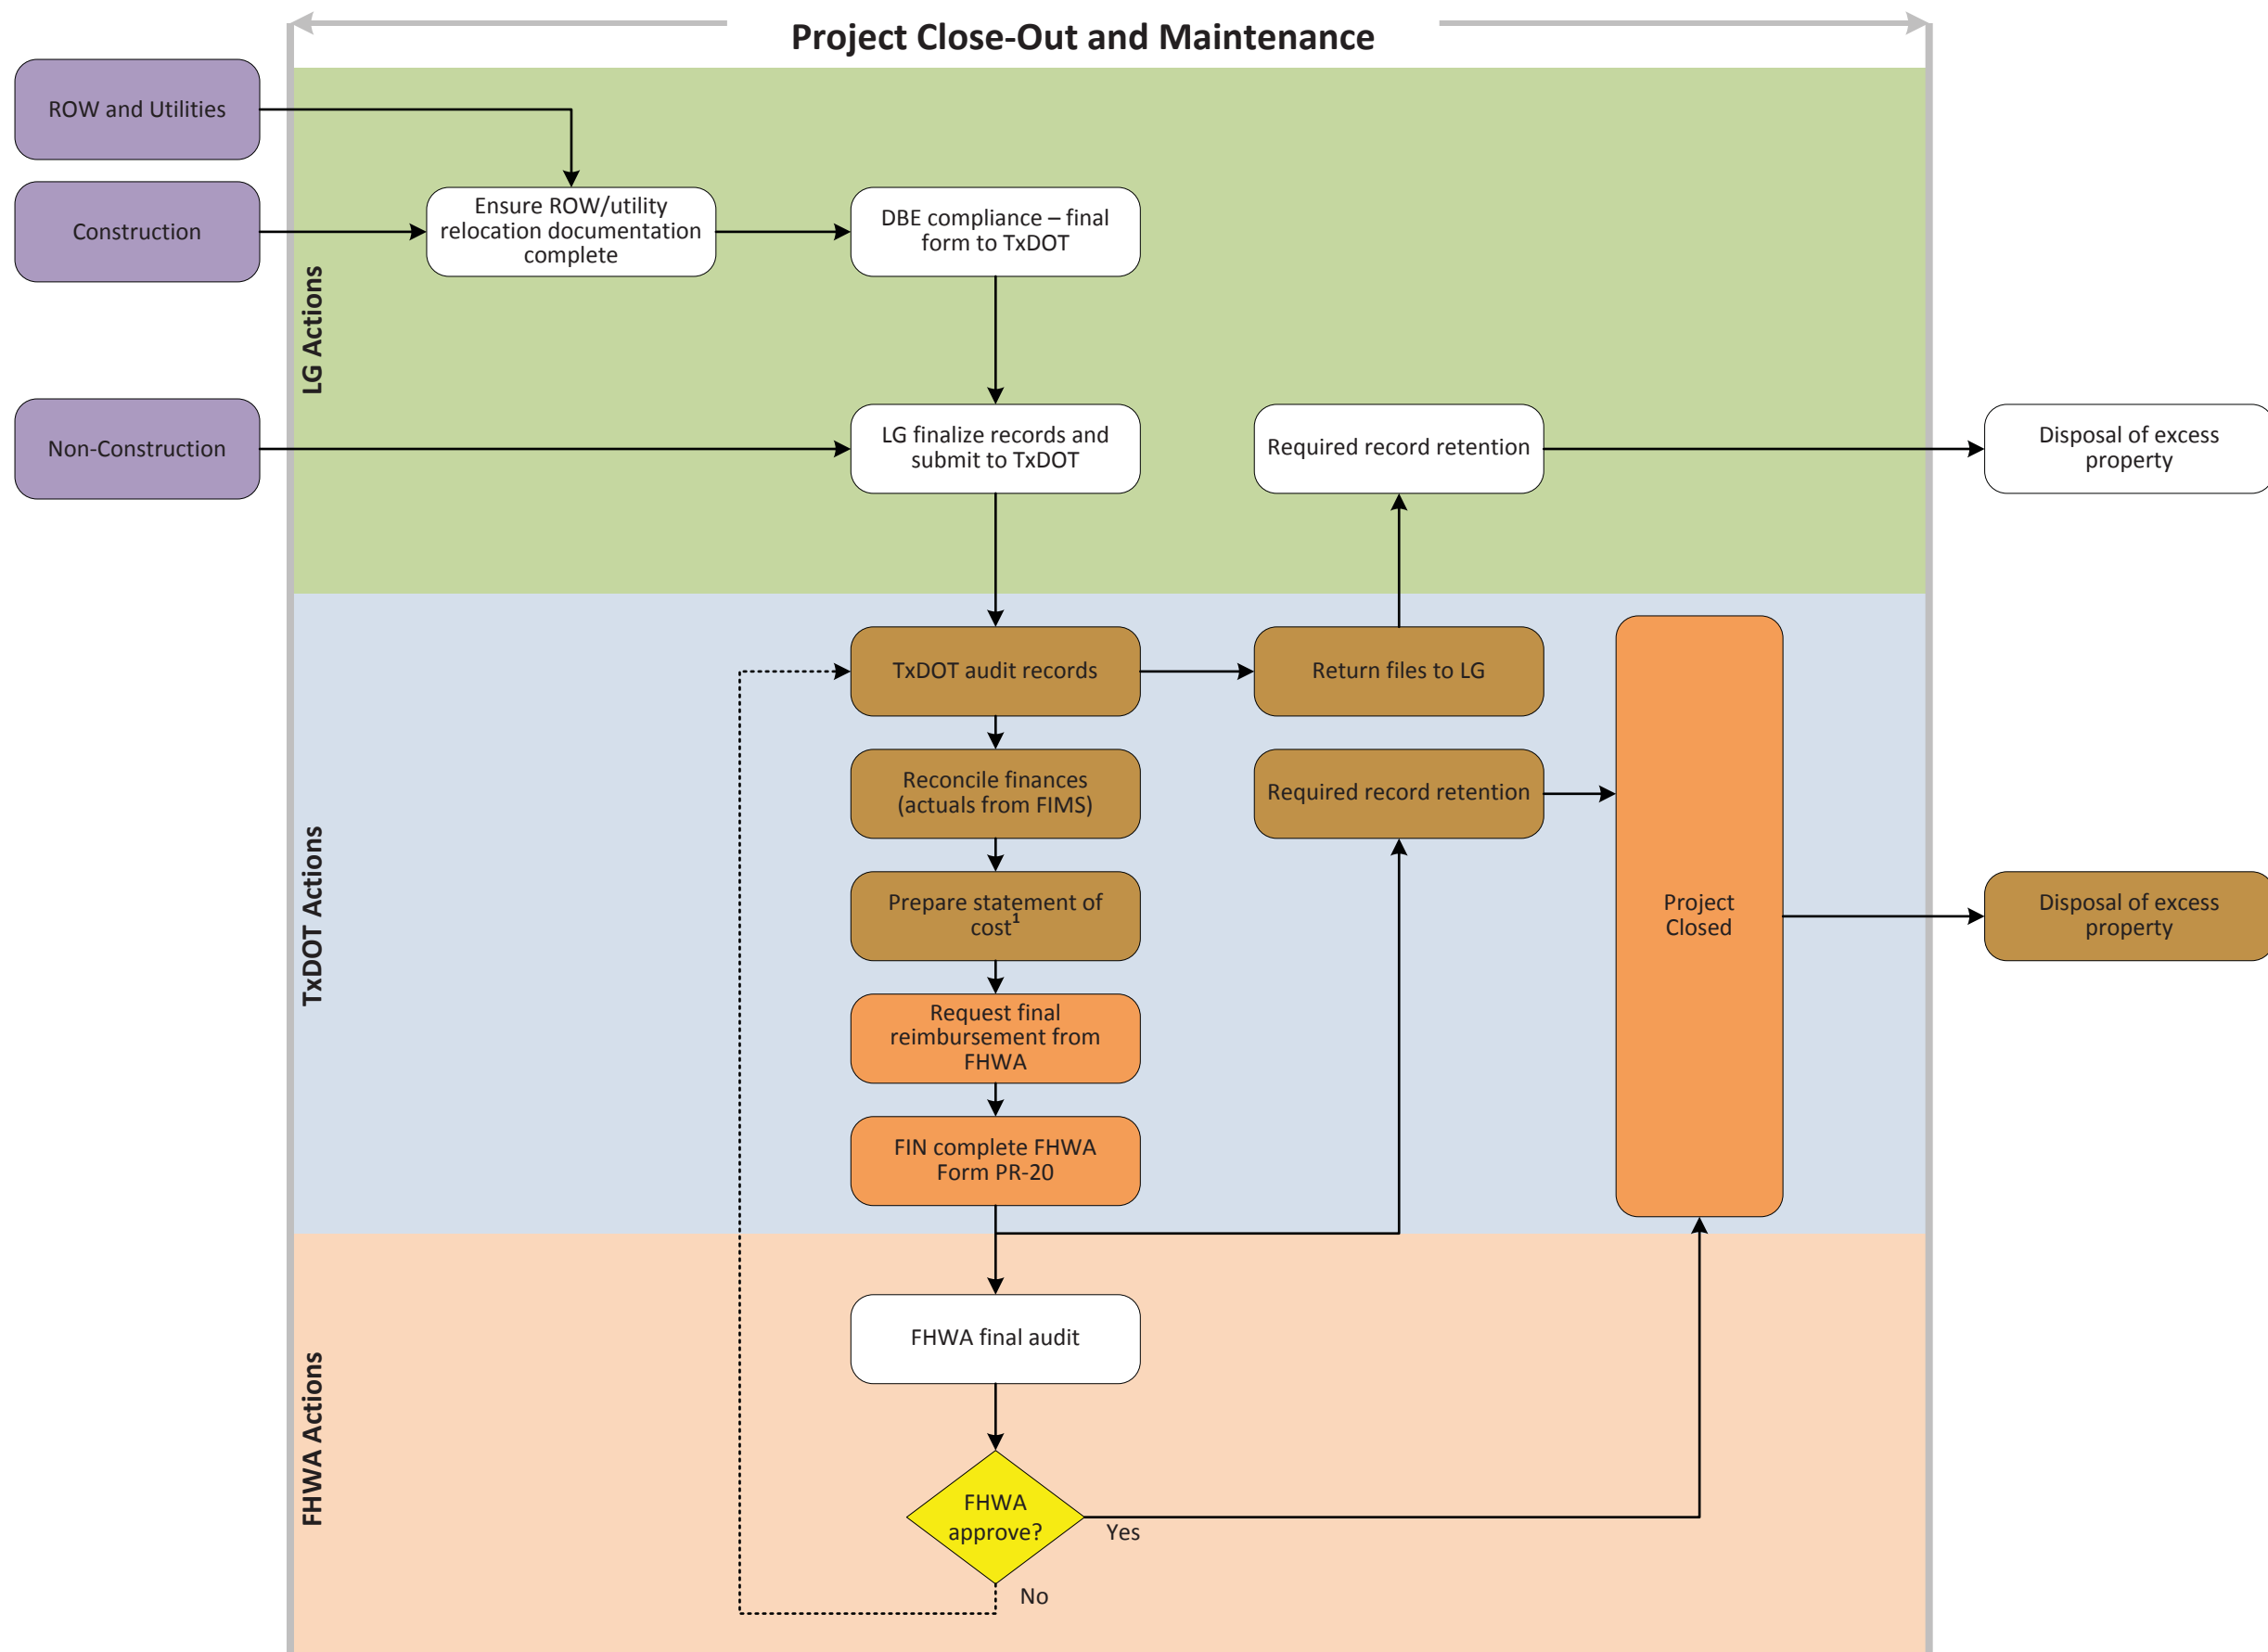 Project Close-Out and Maintenance
ROW and Utilities
Construction
Non-Construction
LG Actions
Ensure ROW/utility
relocation documentation
complete
DBE compliance – final
form to TxDOT
LG finalize records and
submit to TxDOT
Required record retention
Disposal of excess
property
TxDOT Actions
TxDOT audit records
Return files to LG
Reconcile finances
(actuals from FIMS)
Required record retention
Prepare statement of
cost¹
Project
Closed
Disposal of excess
property
Request final
reimbursement from
FHWA
FIN complete FHWA
Form PR-20
FHWA Actions
FHWA final audit
FHWA
approve?
Yes
No